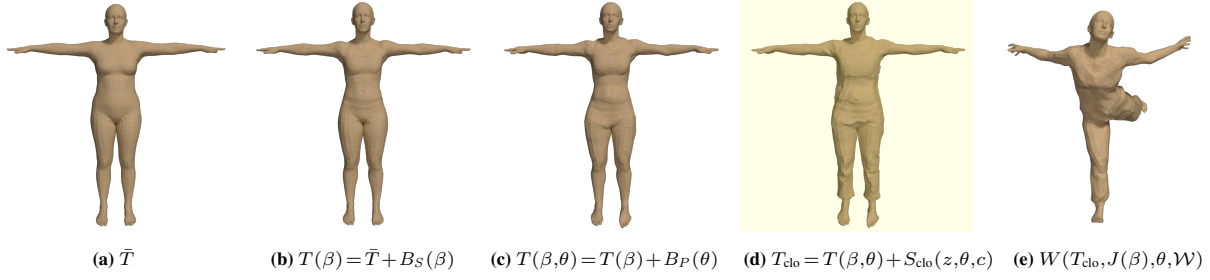 (a) T̄
(b) T(β) = T̄ + B_S(β)
(c) T(β,θ) = T(β) + B_P(θ)
(d) T_clo = T(β,θ) + S_clo(z,θ,c)
(e) W(T_clo, J(β), θ, 𝒲)